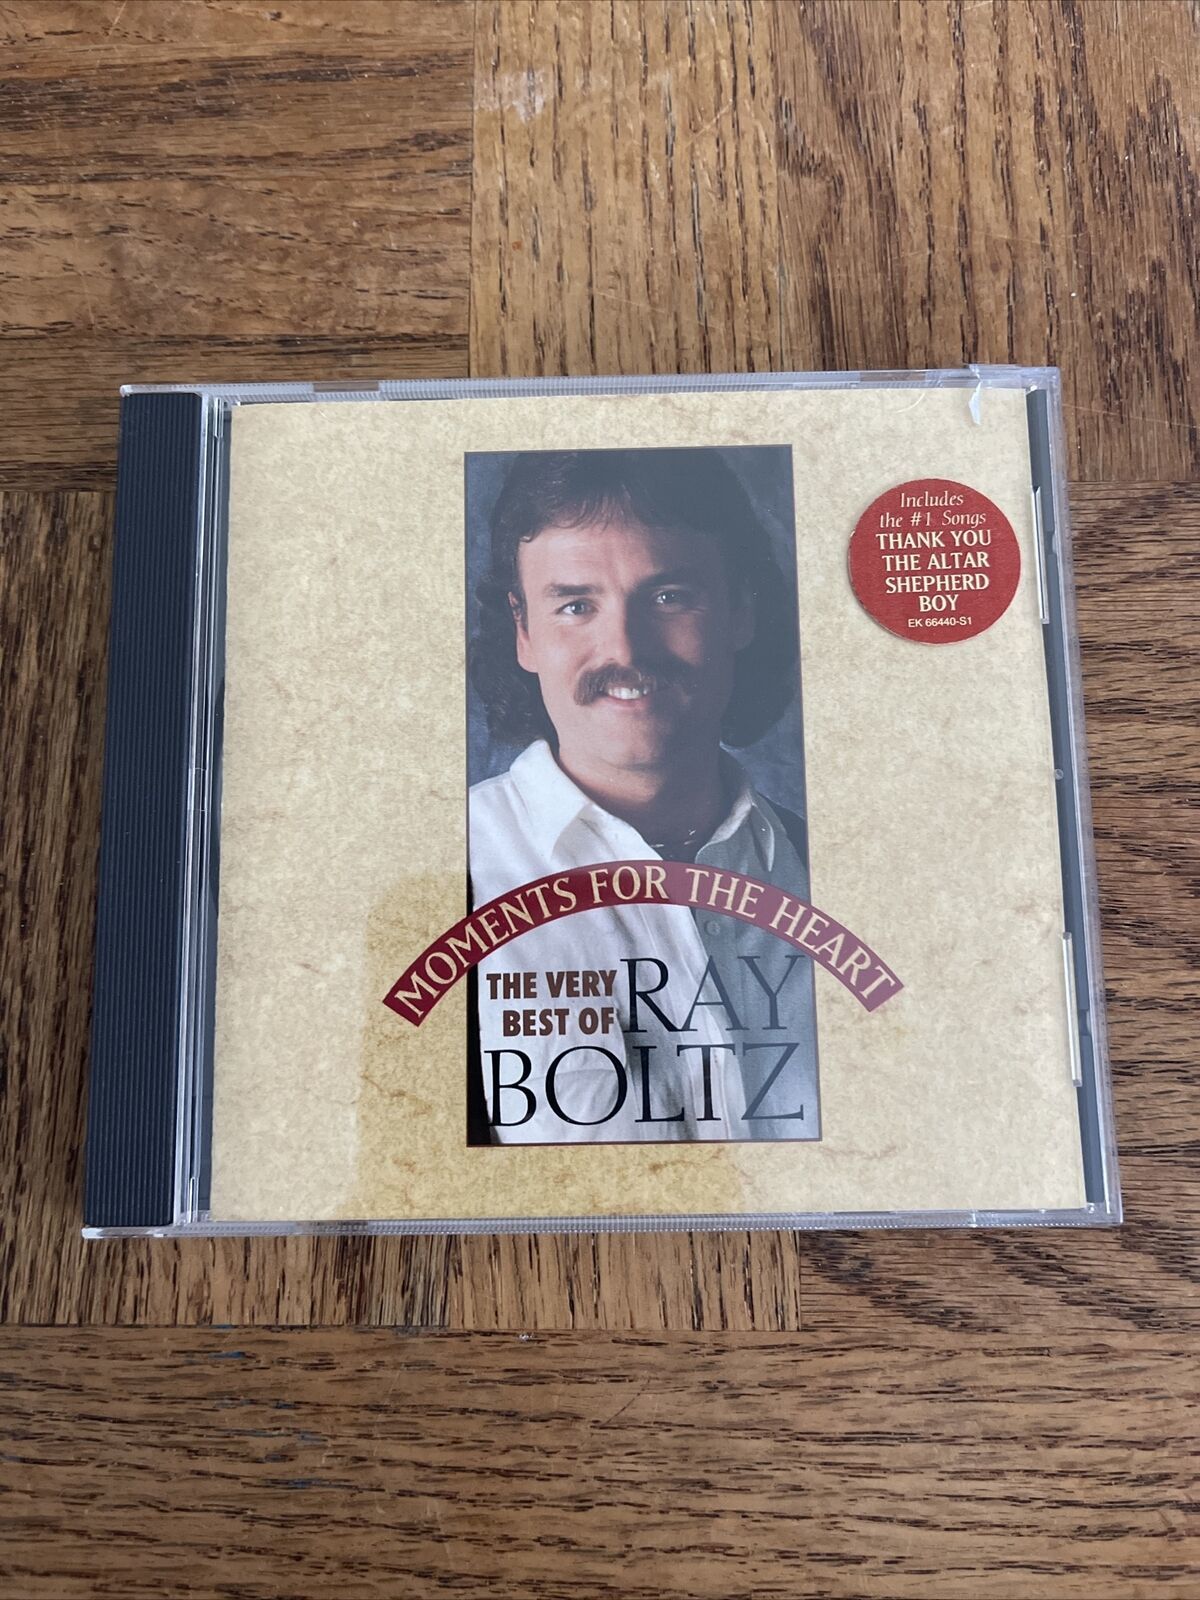 Includes
the #1 Songs
THANK YOU
THE ALTAR
SHEPHERD
BOY
EK 66440-S1
MOMENTS FOR THE HEART
THE VERY
BEST OF
RAY
BOLTZ